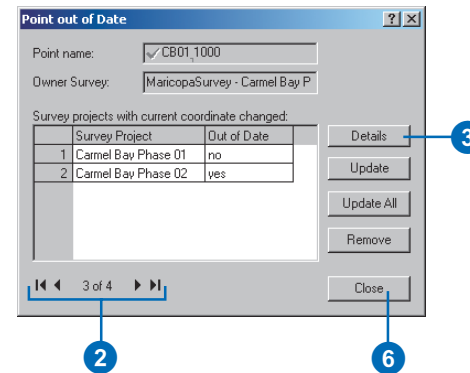 Point out of Date
Point name: CB01,1000
Owner Survey: MaricopaSurvey - Carmel Bay P
Survey projects with current coordinate changed:
Survey Project Out of Date
1 Carmel Bay Phase 01 no
2 Carmel Bay Phase 02 yes
Details
3
Update
Update All
Remove
3 of 4
Close
2
6